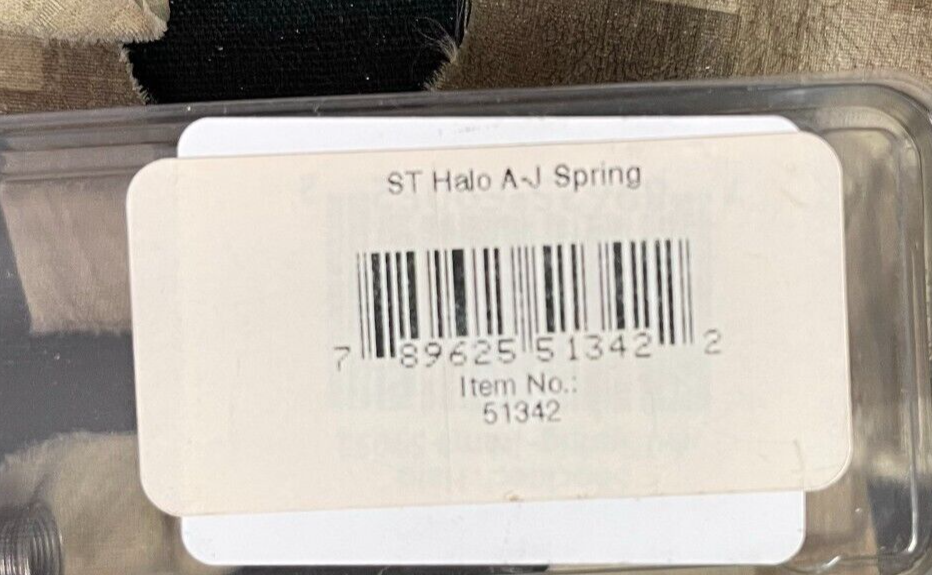 ST Halo A-J Spring
7 89625 51342 2
Item No.:
51342